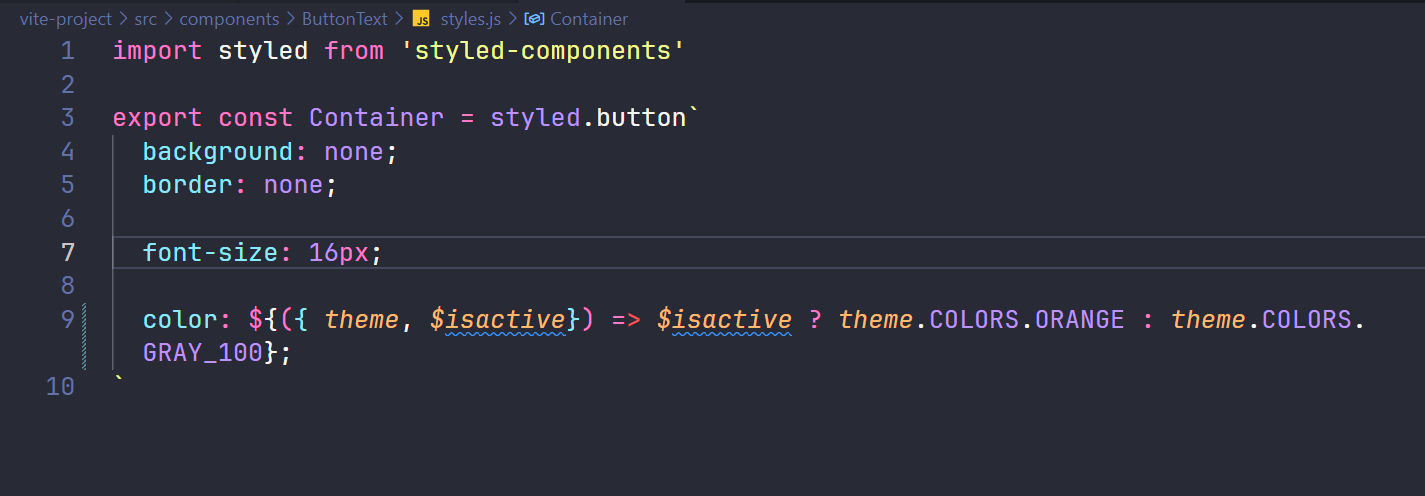 vite-project > src > components > ButtonText > JS styles.js > Container
1 import styled from 'styled-components'
2
3 export const Container = styled.button`
4 background: none;
5 border: none;
6
7 font-size: 16px;
8
9 color: ${({ theme, $isactive}) => $isactive ? theme.COLORS.ORANGE : theme.COLORS.
GRAY_100};
10 `